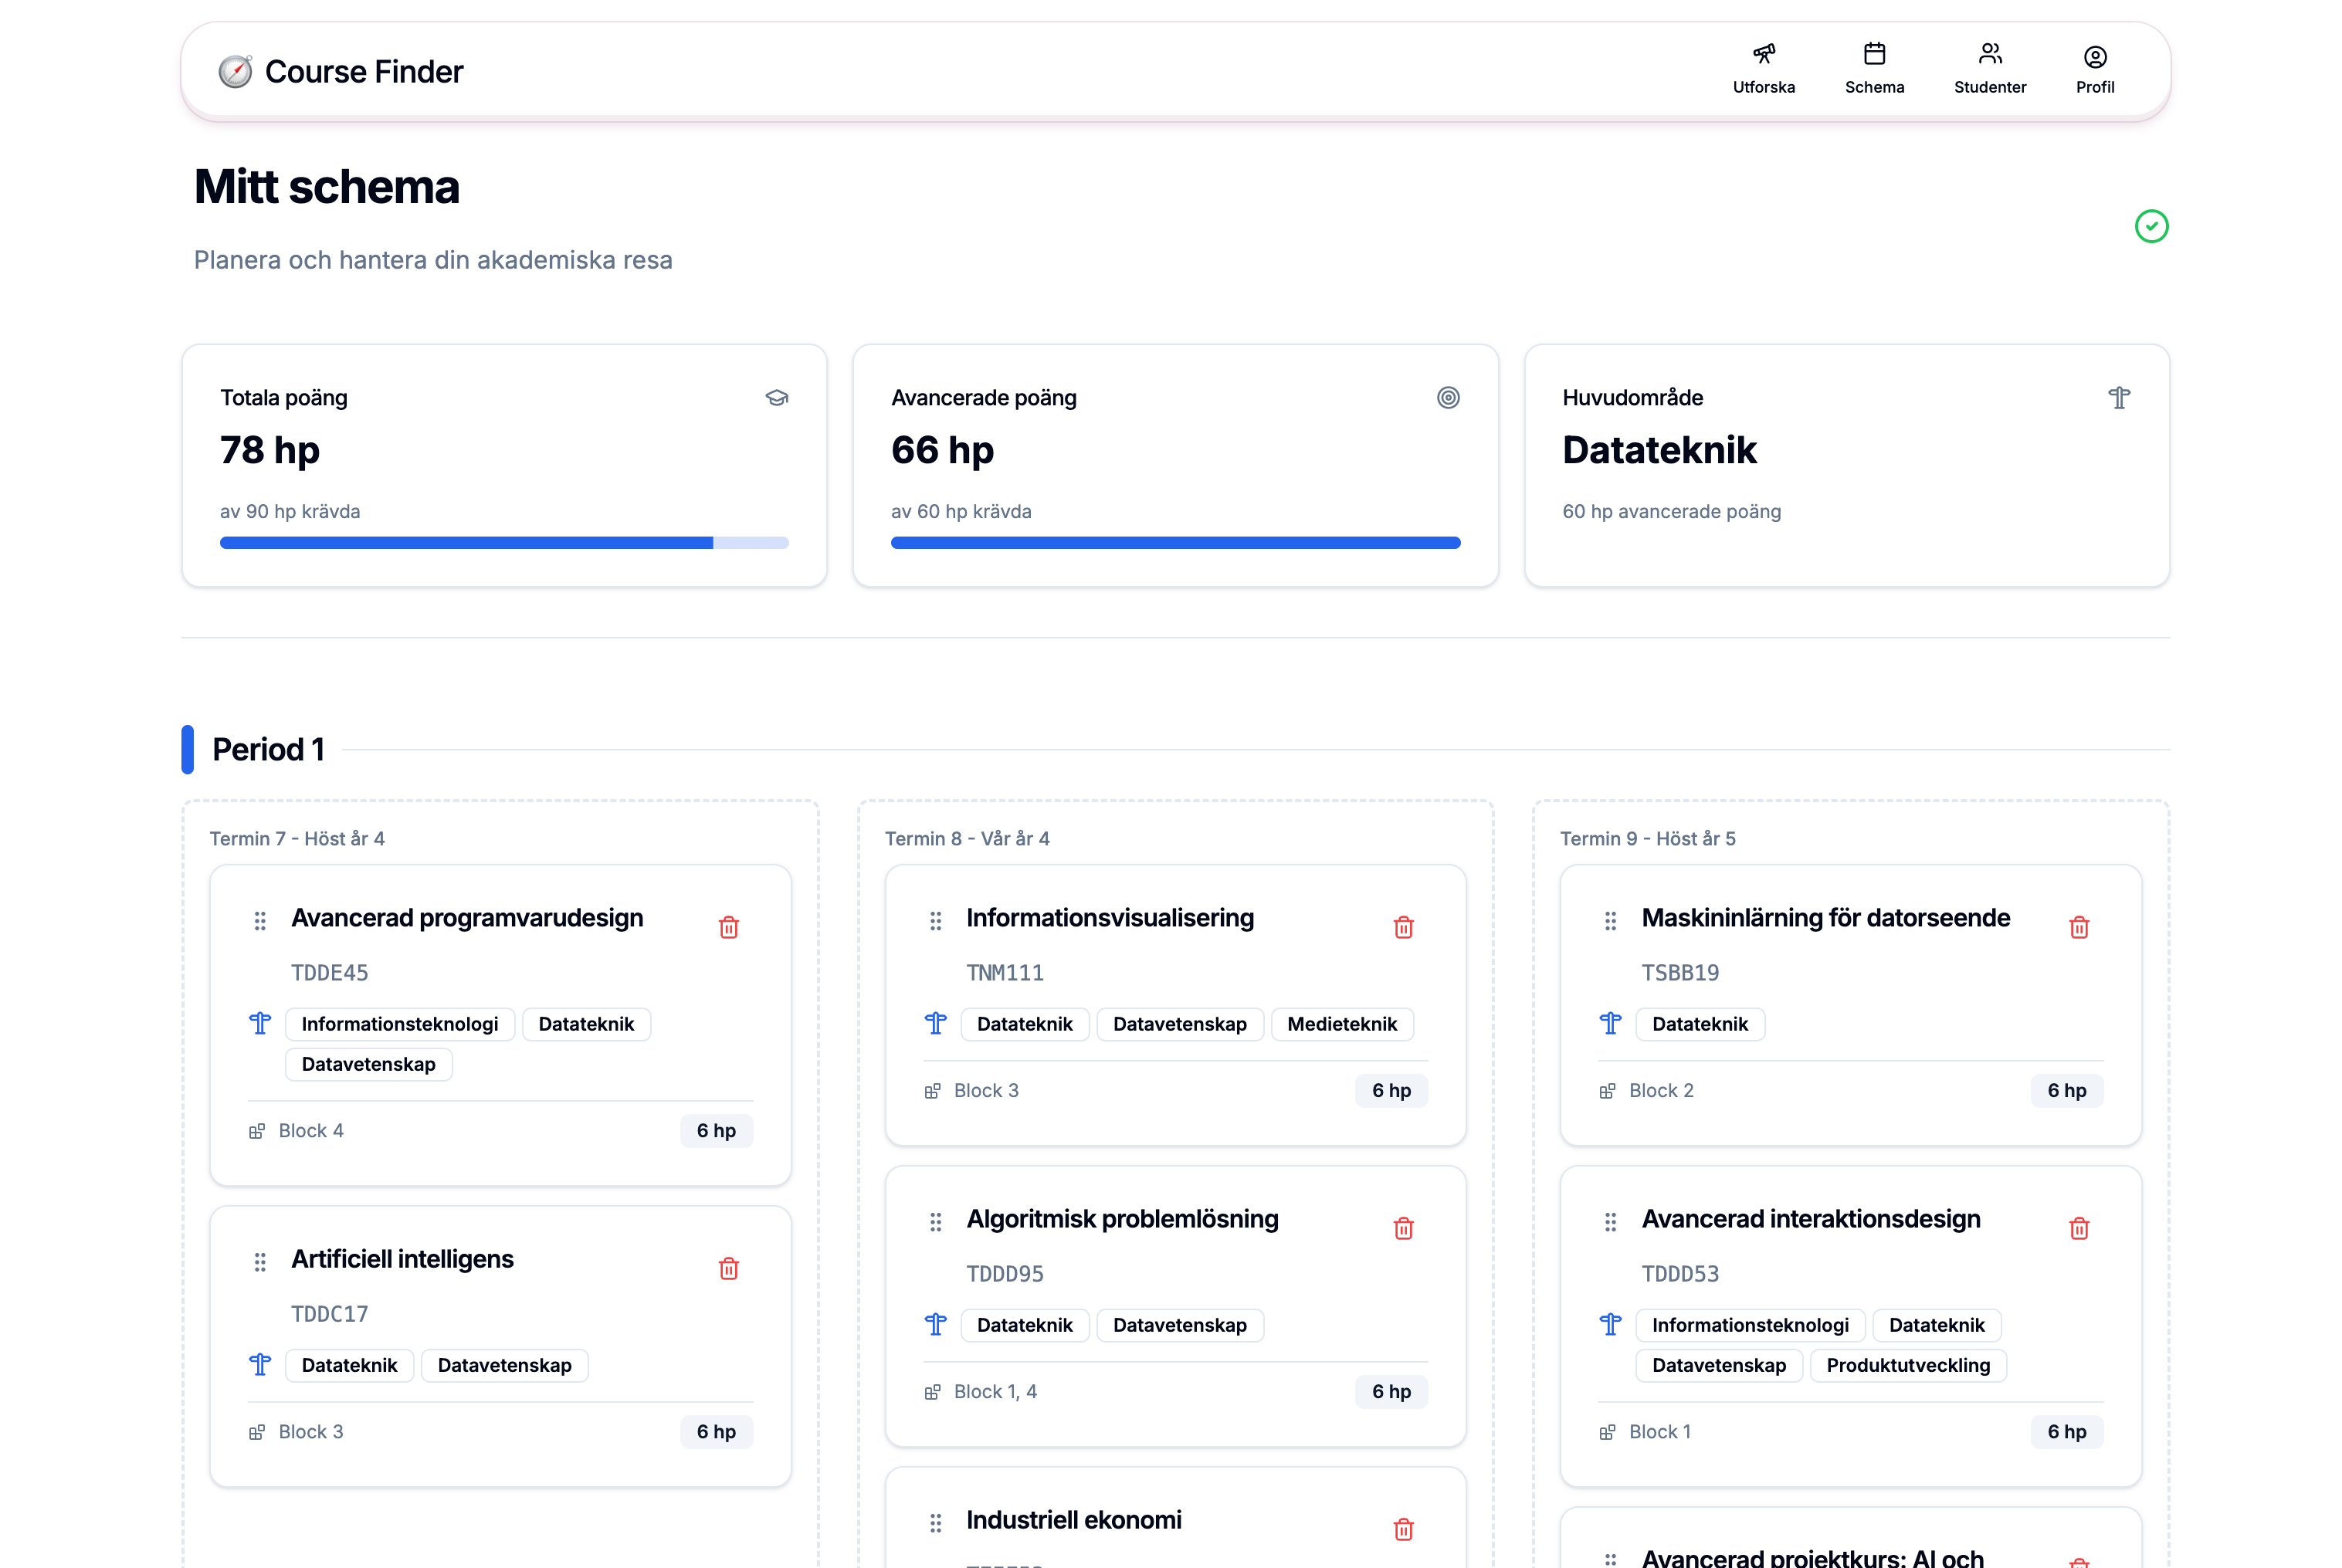 Course Finder
Utforska
Schema
Studenter
Profil
Mitt schema
Planera och hantera din akademiska resa
Totala poäng
78 hp
av 90 hp krävda
Avancerade poäng
66 hp
av 60 hp krävda
Huvudområde
Datateknik
60 hp avancerade poäng
Period 1
Termin 7 - Höst år 4
Avancerad programvarudesign
TDDE45
Informationsteknologi Datateknik
Datavetenskap
Block 4 6 hp
Artificiell intelligens
TDDC17
Datateknik Datavetenskap
Block 3 6 hp
Termin 8 - Vår år 4
Informationsvisualisering
TNM111
Datateknik Datavetenskap Medieteknik
Block 3 6 hp
Algoritmisk problemlösning
TDDD95
Datateknik Datavetenskap
Block 1, 4 6 hp
Industriell ekonomi
Termin 9 - Höst år 5
Maskininlärning för datorseende
TSBB19
Datateknik
Block 2 6 hp
Avancerad interaktionsdesign
TDDD53
Informationsteknologi Datateknik
Datavetenskap Produktutveckling
Block 1 6 hp
Avancerad projektkurs: AI och